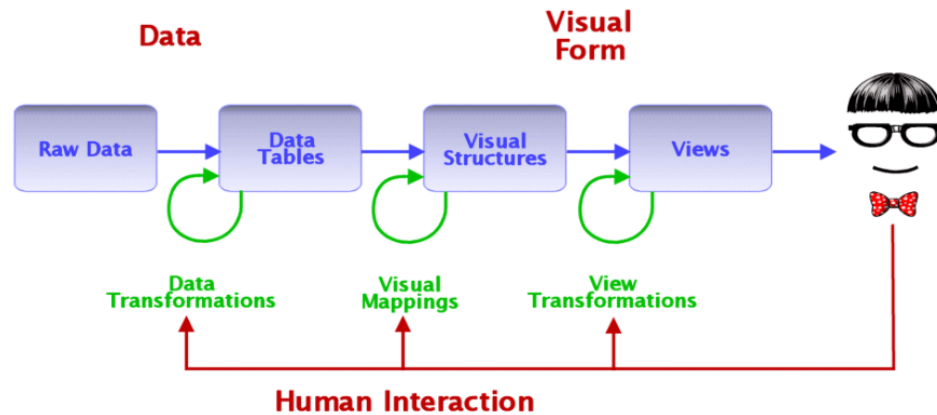 Data
Visual
Form
Raw Data
Data
Tables
Visual
Structures
Views
Data
Transformations
Visual
Mappings
View
Transformations
Human Interaction